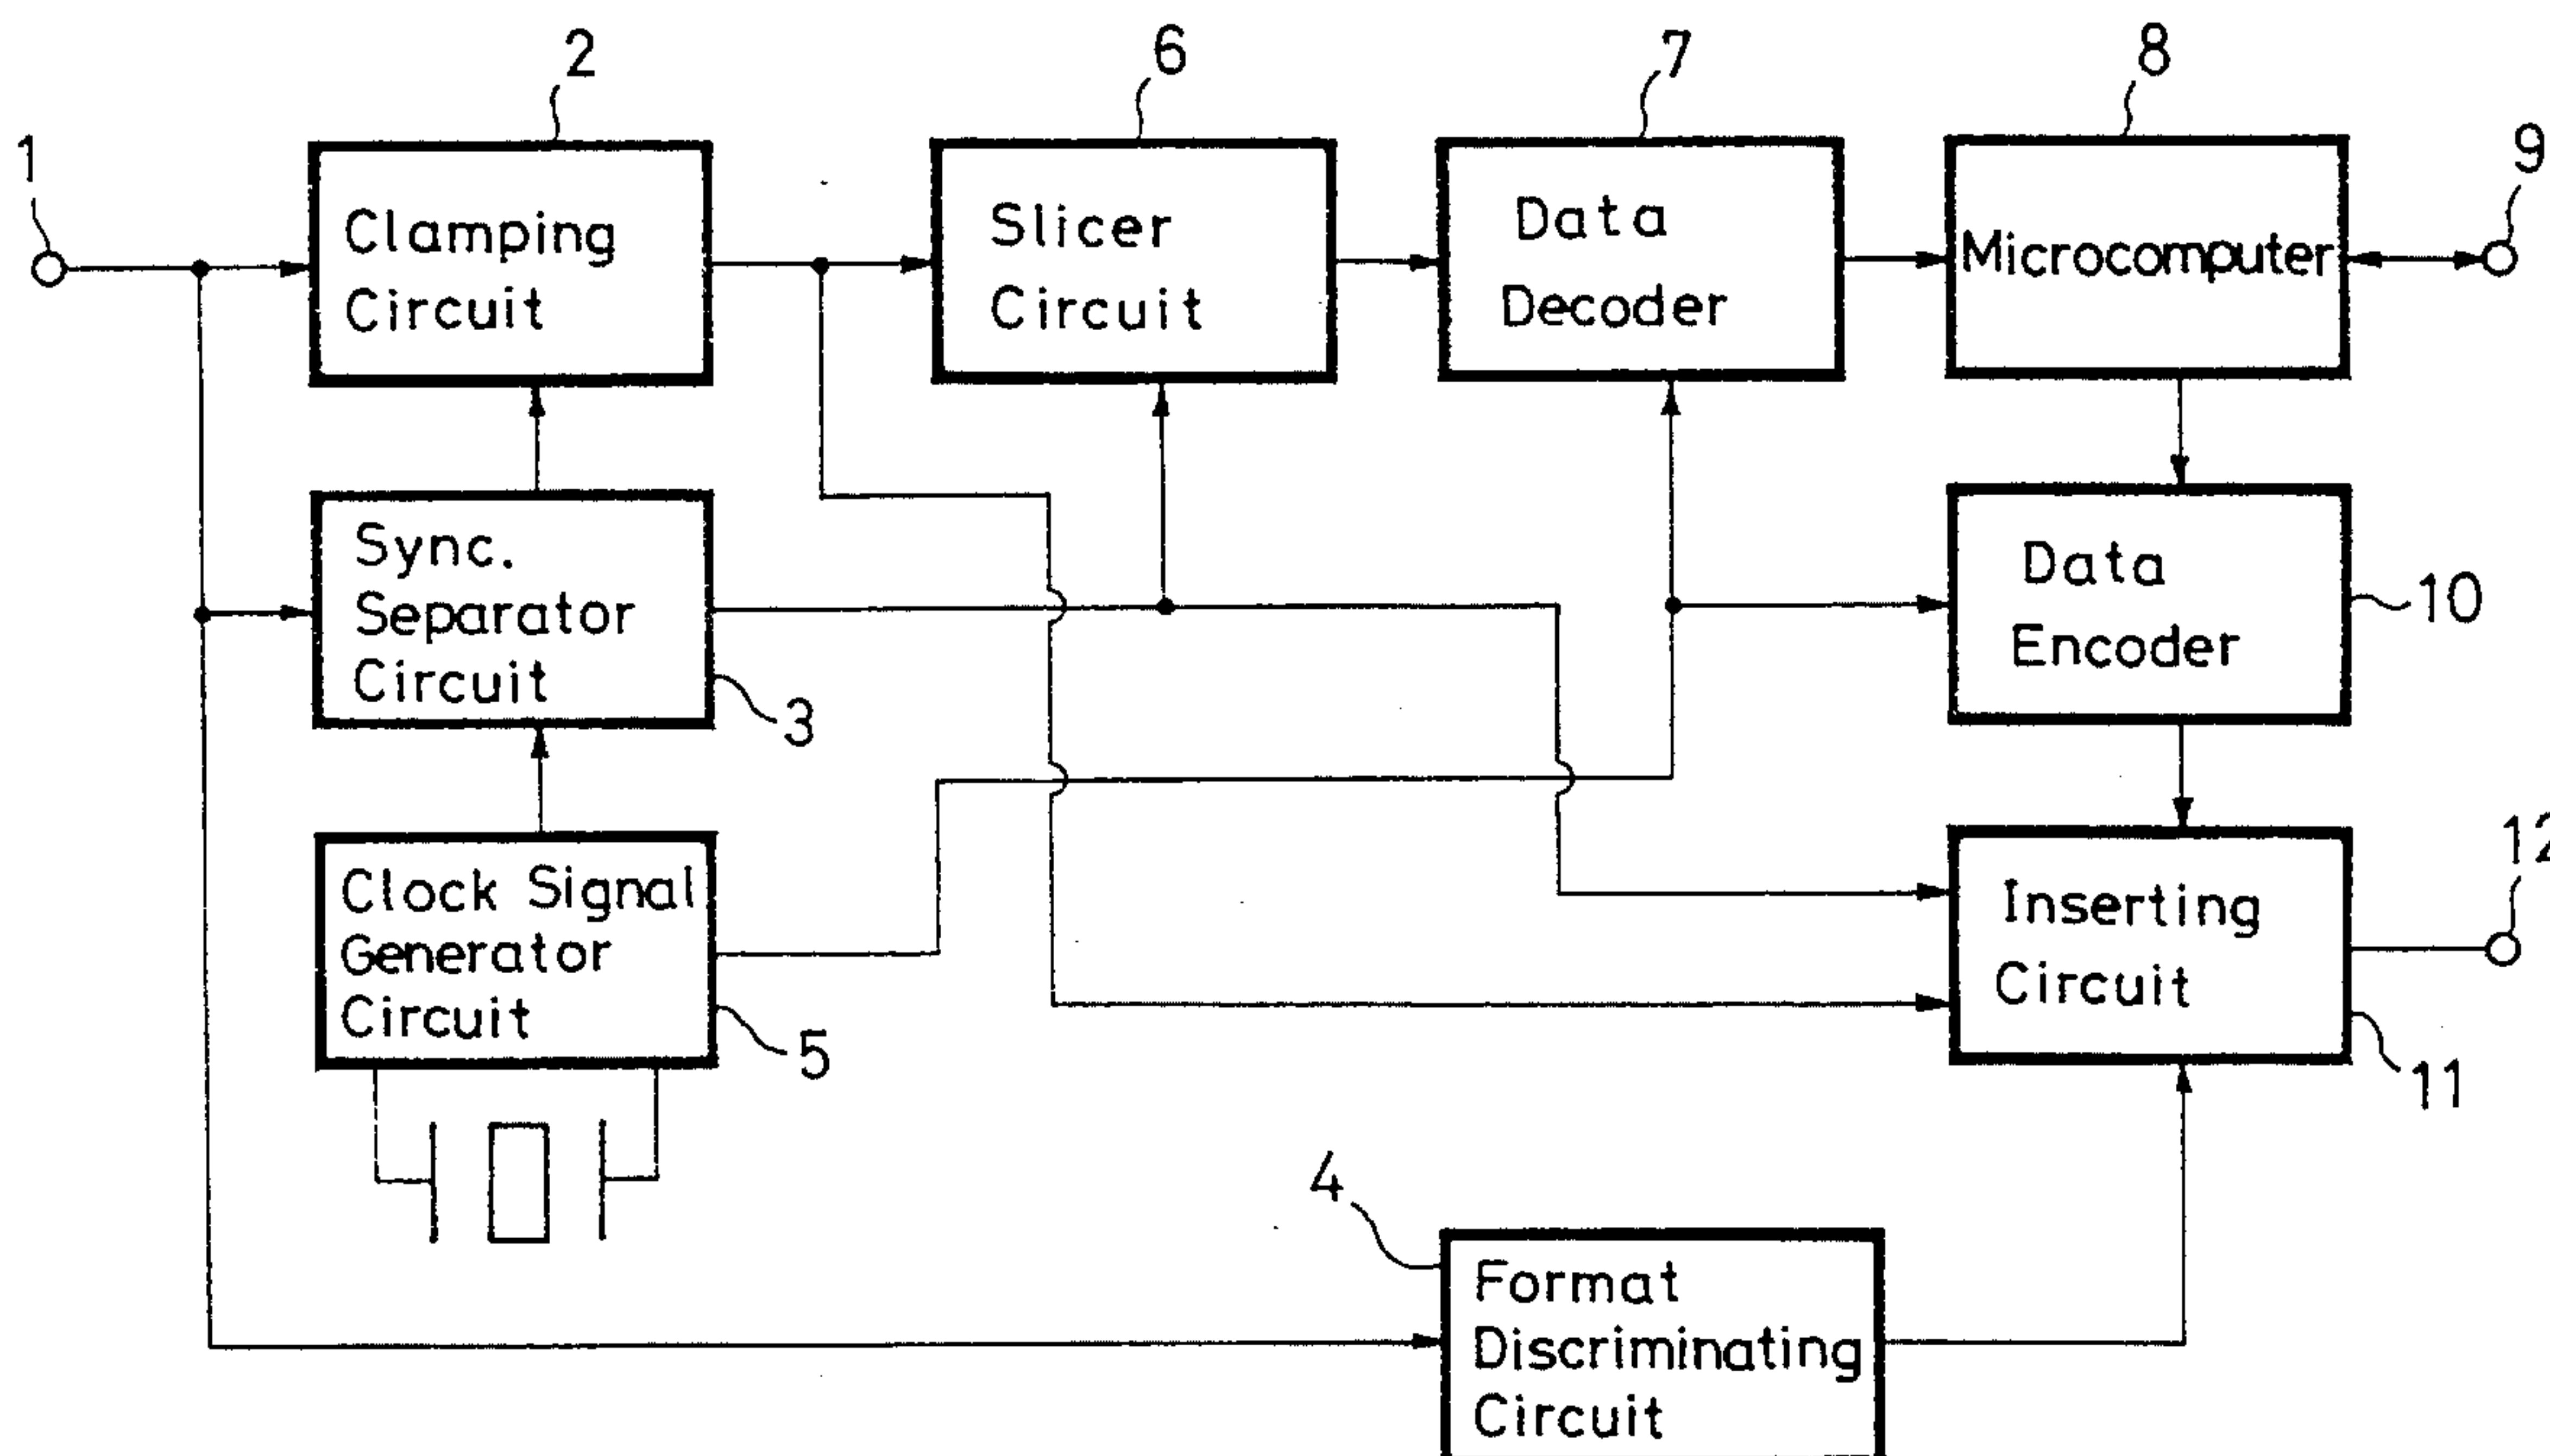 2
6
7
8
1
9
Clamping
Circuit
Slicer
Circuit
Data
Decoder
Microcomputer
Sync.
Separator
Circuit
3
Data
Encoder
10
Clock Signal
Generator
Circuit
5
Inserting
Circuit
12
11
4
Format
Discriminating
Circuit